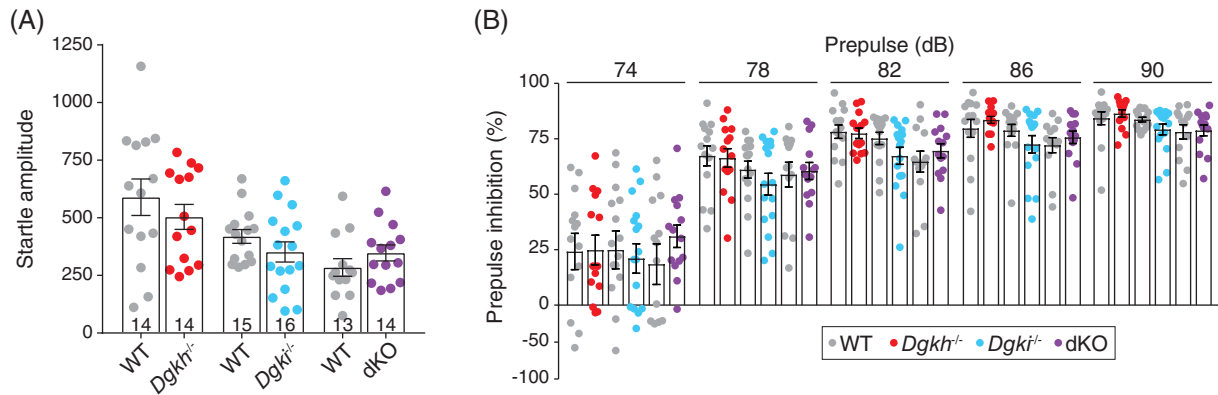 (A)
Startle amplitude
1250
1000
750
500
250
0
14 14 15 16 13 14
WT Dgkh-/- WT Dgki-/- WT dKO
(B)
Prepulse (dB)
74 78 82 86 90
Prepulse inhibition (%)
100
75
50
25
0
-50
-100
WT Dgkh-/- Dgki-/- dKO